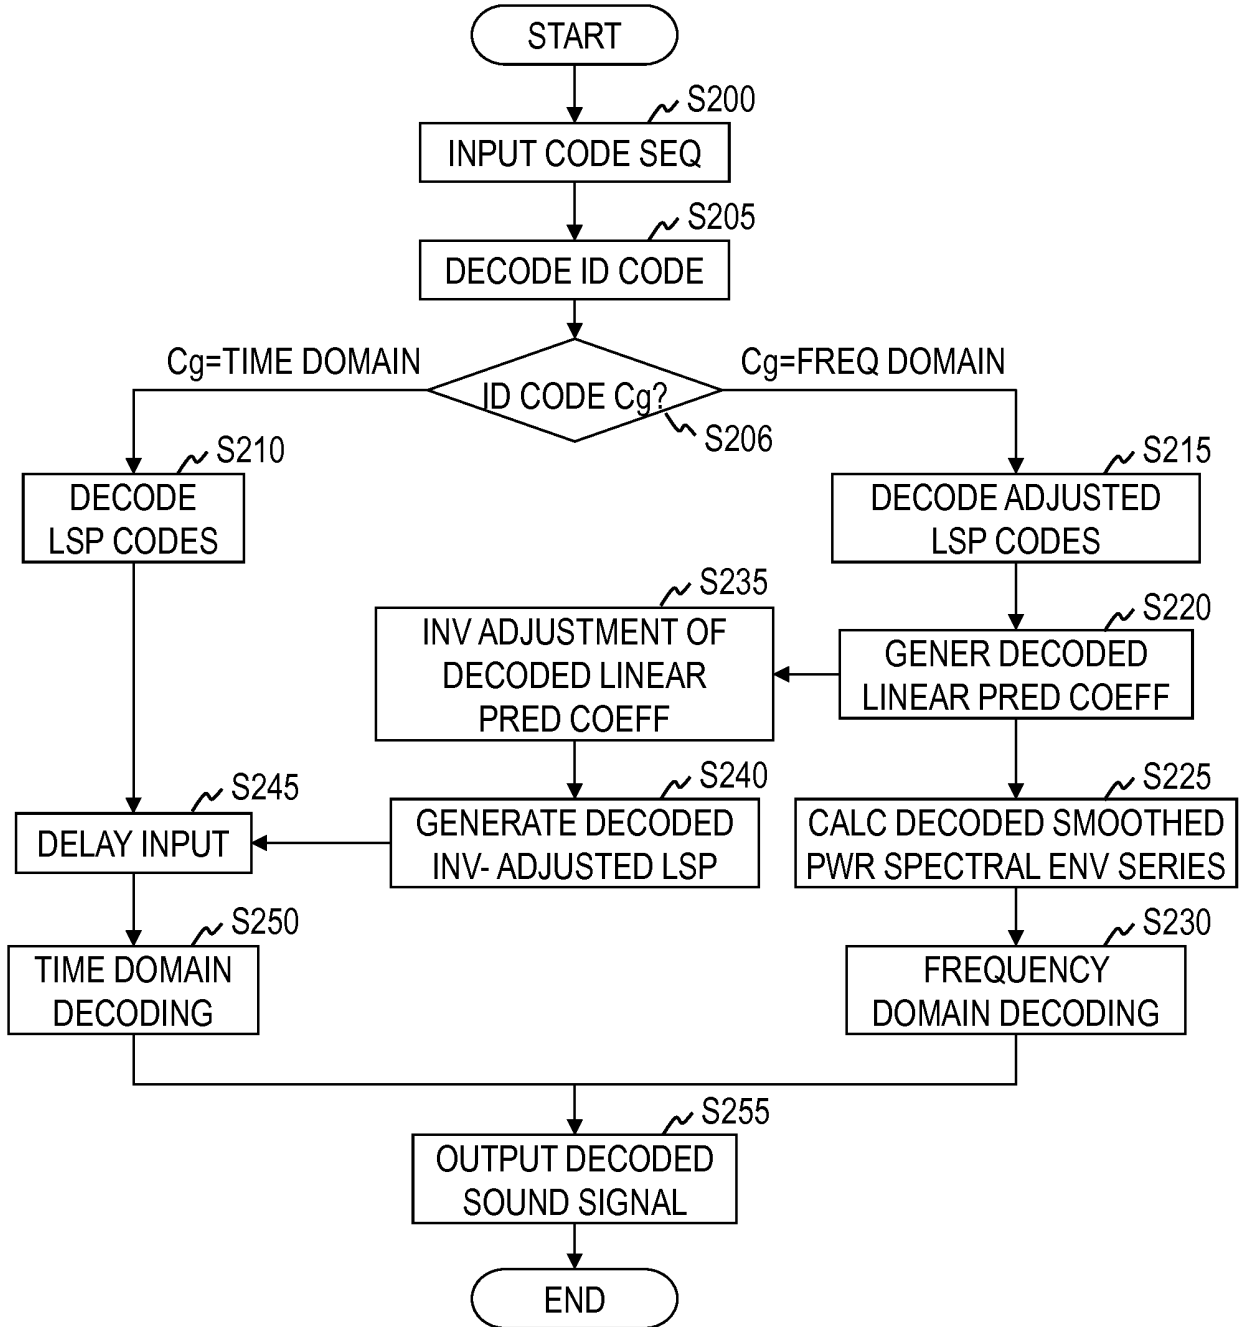 START
S200
INPUT CODE SEQ
S205
DECODE ID CODE
Cg=TIME DOMAIN
Cg=FREQ DOMAIN
ID CODE Cg?
S206
S210
DECODE
LSP CODES
S215
DECODE ADJUSTED
LSP CODES
S235
INV ADJUSTMENT OF
DECODED LINEAR
PRED COEFF
S220
GENER DECODED
LINEAR PRED COEFF
S245
DELAY INPUT
S240
GENERATE DECODED
INV- ADJUSTED LSP
S225
CALC DECODED SMOOTHED
PWR SPECTRAL ENV SERIES
S250
TIME DOMAIN
DECODING
S230
FREQUENCY
DOMAIN DECODING
S255
OUTPUT DECODED
SOUND SIGNAL
END